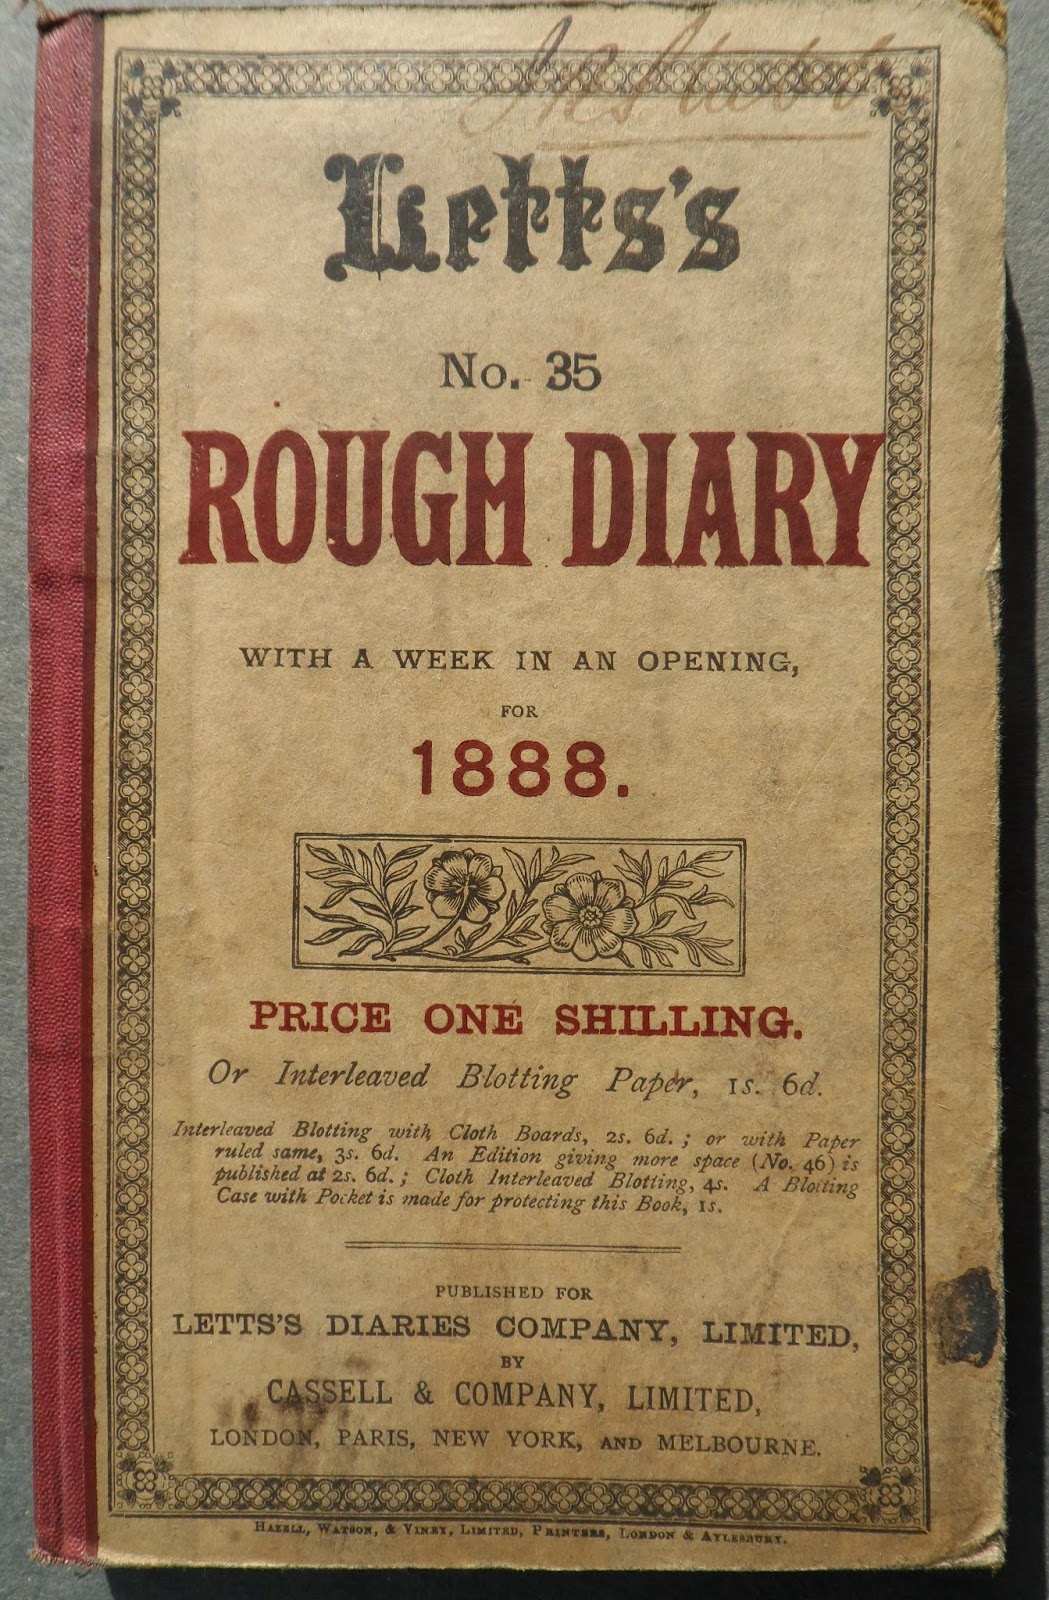 Letts's
No. 35
ROUGH DIARY
WITH A WEEK IN AN OPENING,
FOR
1888.
PRICE ONE SHILLING.
Or Interleaved Blotting Paper, 1s. 6d.
Interleaved Blotting with Cloth Boards, 2s. 6d.; or with Paper
ruled same, 3s. 6d. An Edition giving more space (No. 46) is
published at 2s. 6d.; Cloth Interleaved Blotting, 4s. A Blotting
Case with Pocket is made for protecting this Book, 1s.
PUBLISHED FOR
LETTS'S DIARIES COMPANY, LIMITED,
BY
CASSELL & COMPANY, LIMITED,
LONDON, PARIS, NEW YORK, AND MELBOURNE.
HAZELL, WATSON, & VINEY, LIMITED, PRINTERS, LONDON & AYLESBURY.